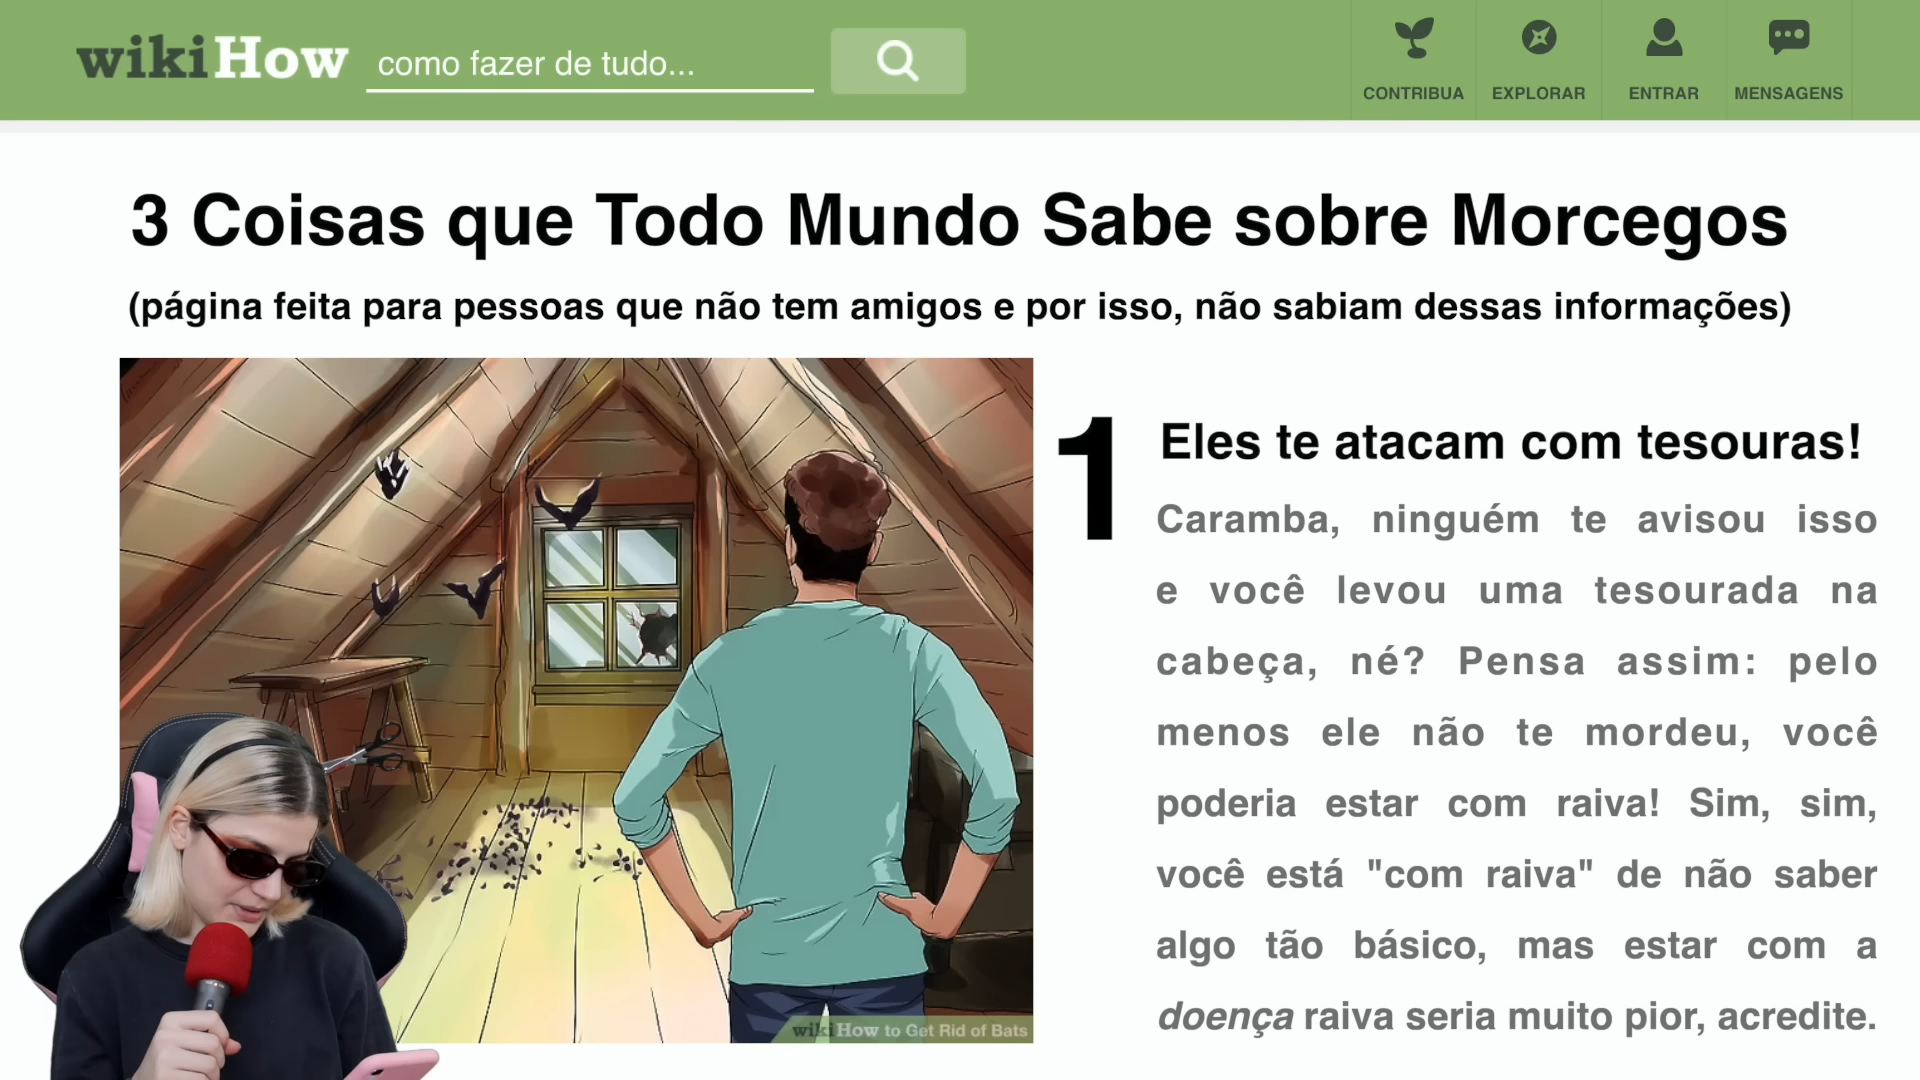 wikiHow
como fazer de tudo...
CONTRIBUA
EXPLORAR
ENTRAR
MENSAGENS
3 Coisas que Todo Mundo Sabe sobre Morcegos
(página feita para pessoas que não tem amigos e por isso, não sabiam dessas informações)
1
Eles te atacam com tesouras!
Caramba, ninguém te avisou isso
e você levou uma tesourada na
cabeça, né? Pensa assim: pelo
menos ele não te mordeu, você
poderia estar com raiva! Sim, sim,
você está "com raiva" de não saber
algo tão básico, mas estar com a
doença raiva seria muito pior, acredite.
wikiHow to Get Rid of Bats